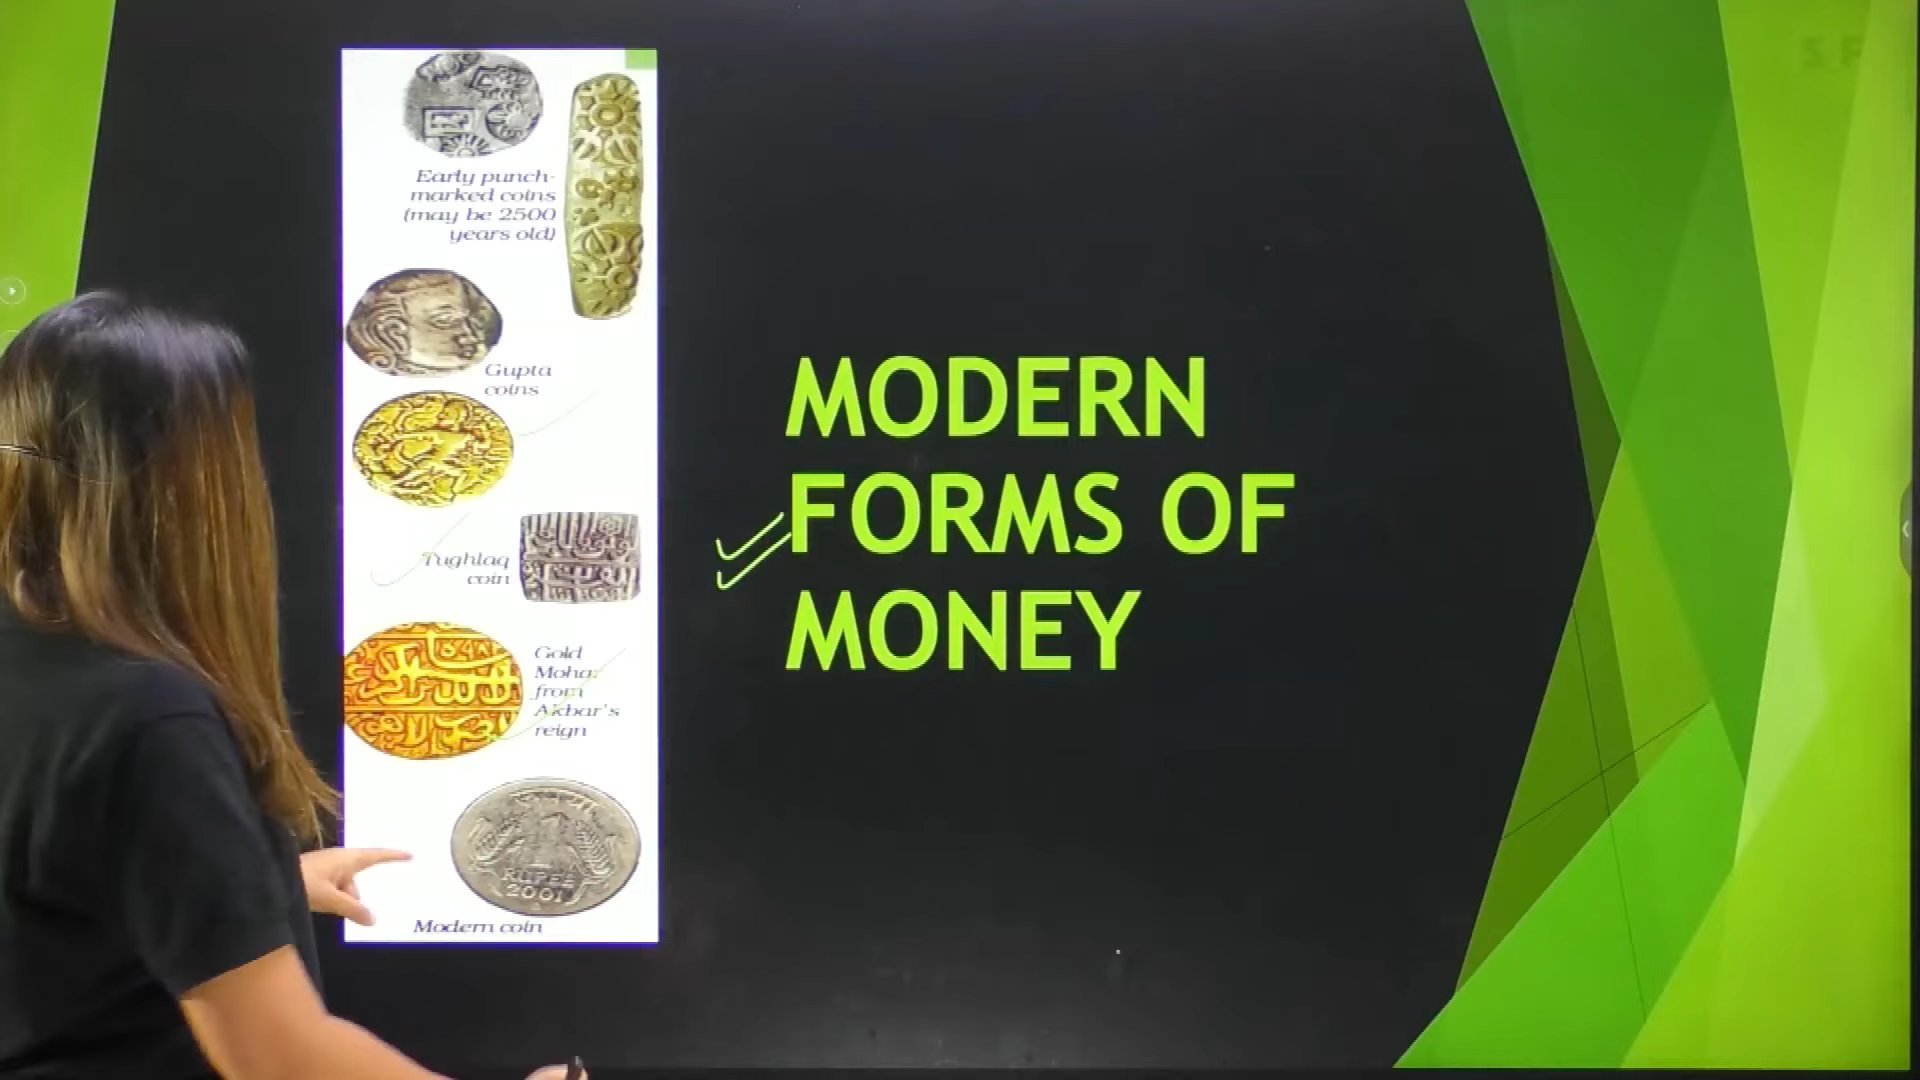 Early punch-
marked coins
(may be 2500
years old)
Gupta
coins
Tughlaq
coin
Gold
Mohar
from
Akbar's
reign
RUPEE
2001
Modern coin
MODERN
FORMS OF
MONEY